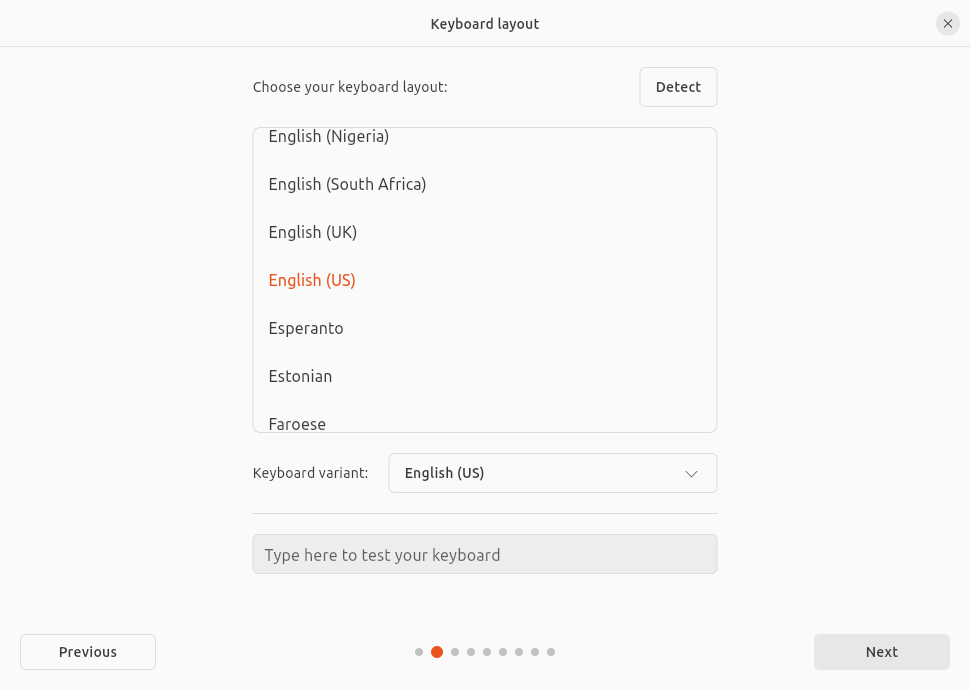 Keyboard layout
Choose your keyboard layout:
Detect
English (Nigeria)
English (South Africa)
English (UK)
English (US)
Esperanto
Estonian
Faroese
Keyboard variant:
English (US)
Type here to test your keyboard
Previous
Next